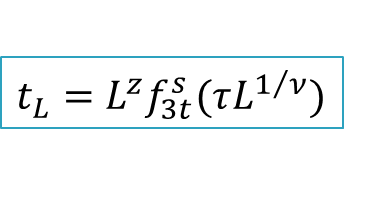 t_L = L^z f_{3t}^s(τL^{1/ν})